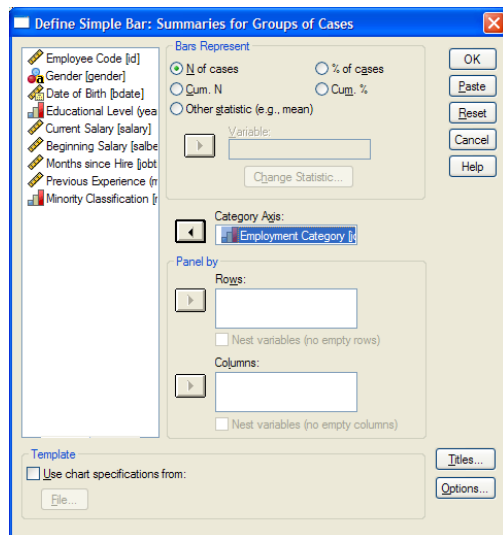 Define Simple Bar: Summaries for Groups of Cases
Employee Code [id]
Gender [gender]
Date of Birth [bdate]
Educational Level (yea
Current Salary [salary]
Beginning Salary [salbe
Months since Hire [jobt
Previous Experience (m
Minority Classification [r
Bars Represent
N of cases
% of cases
Cum. N
Cum. %
Other statistic (e.g., mean)
Variable:
Change Statistic...
Category Axis:
Employment Category [jo
Panel by
Rows:
Nest variables (no empty rows)
Columns:
Nest variables (no empty columns)
OK
Paste
Reset
Cancel
Help
Template
Use chart specifications from:
File...
Titles...
Options...